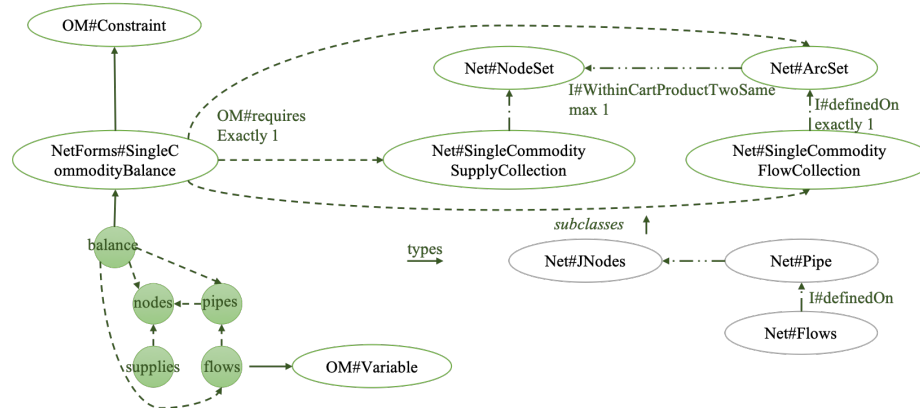 OM#Constraint
Net#NodeSet
Net#ArcSet
I#WithinCartProductTwoSame
max 1
I#definedOn
exactly 1
OM#requires
Exactly 1
NetForms#SingleC
ommodityBalance
Net#SingleCommodity
SupplyCollection
Net#SingleCommodity
FlowCollection
subclasses
balance
types
Net#JNodes
Net#Pipe
nodes
pipes
I#definedOn
Net#Flows
supplies
flows
OM#Variable